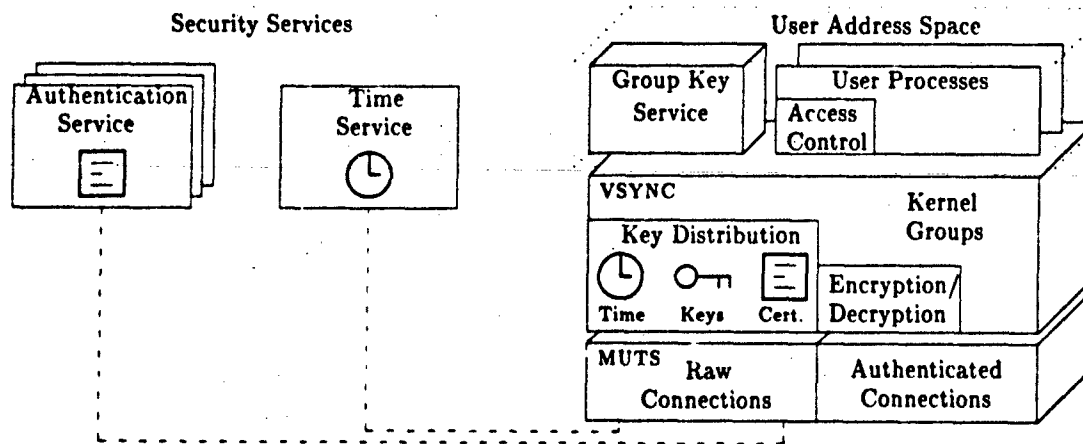 Security Services
User Address Space
Authentication
Service
Time
Service
Group Key
Service
User Processes
Access
Control
VSYNC
Kernel
Groups
Key Distribution
Time
Keys
Cert.
Encryption/
Decryption
MUTS
Raw
Connections
Authenticated
Connections